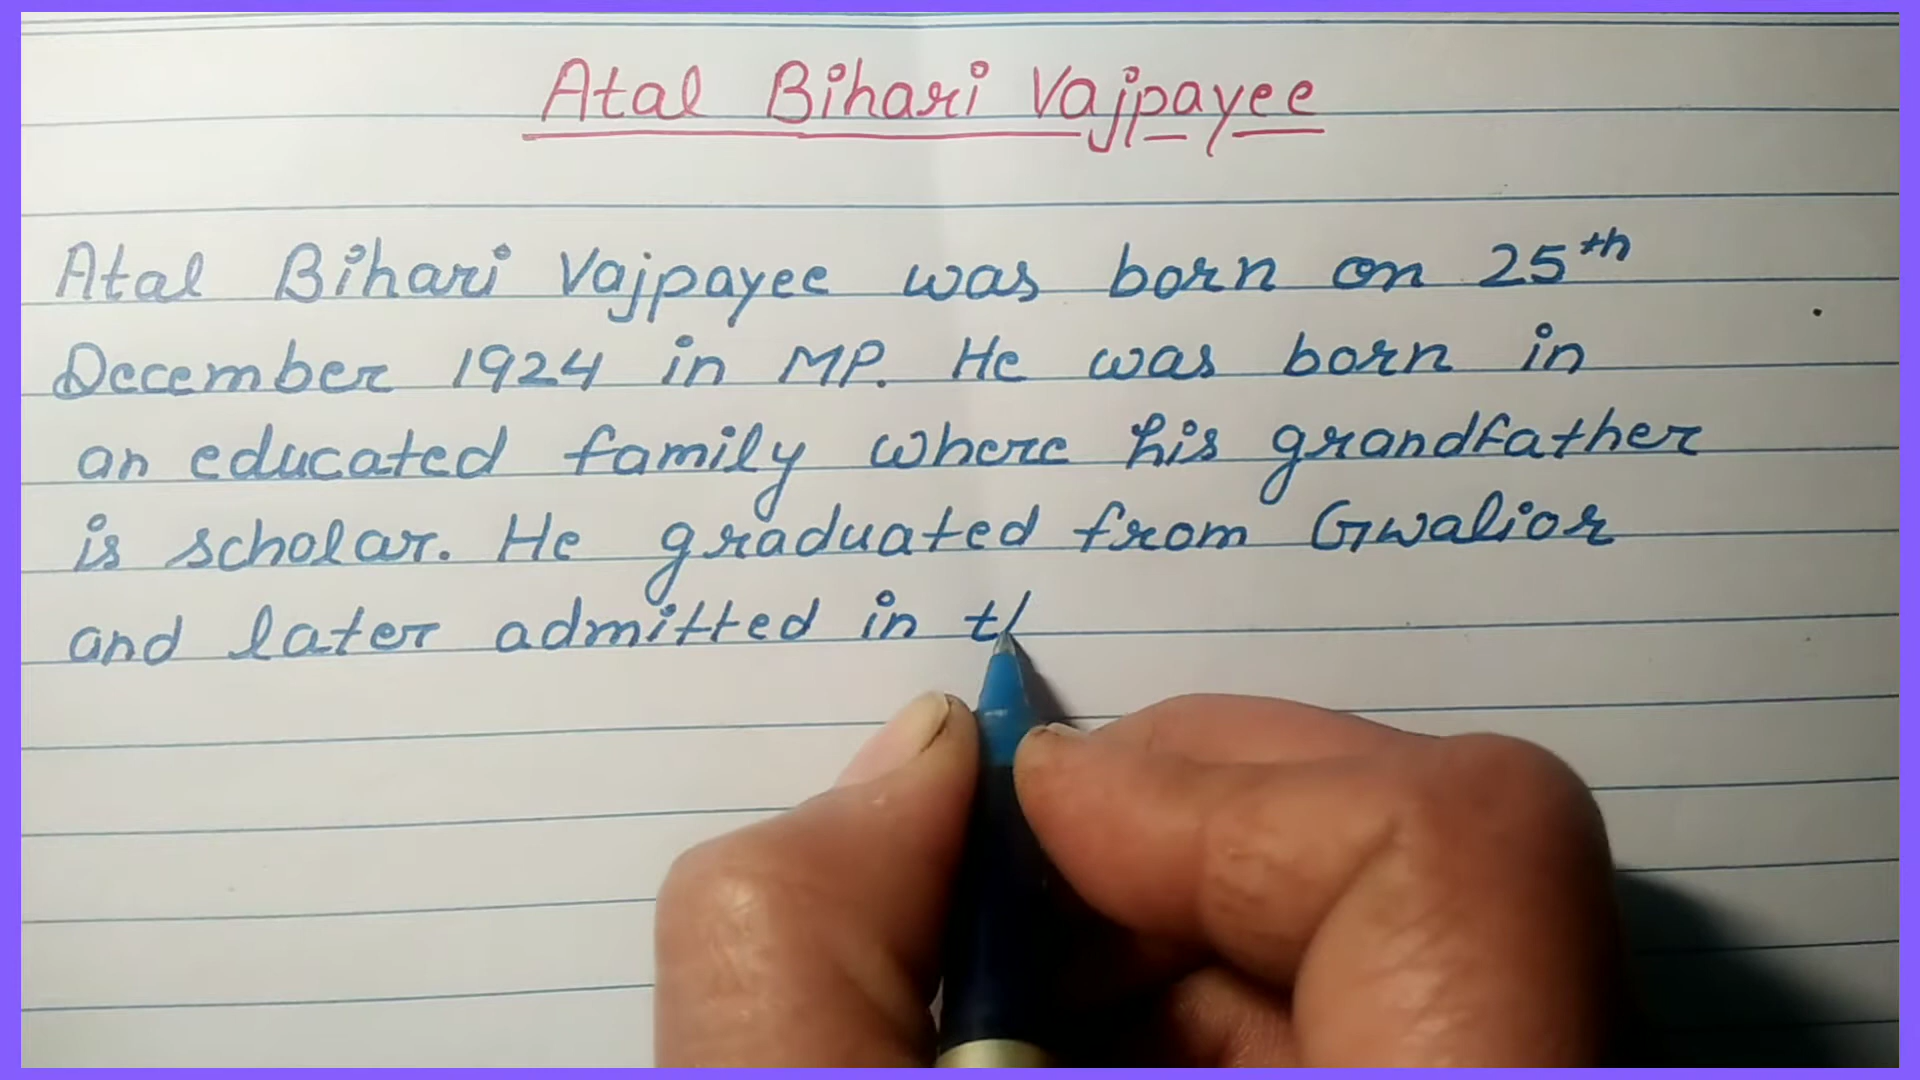 Atal Bihari Vajpayee
Atal Bihari Vajpayee was born on 25th
December 1924 in MP. He was born in
an educated family where his grandfather
is scholar. He graduated from Gwalior
and later admitted in